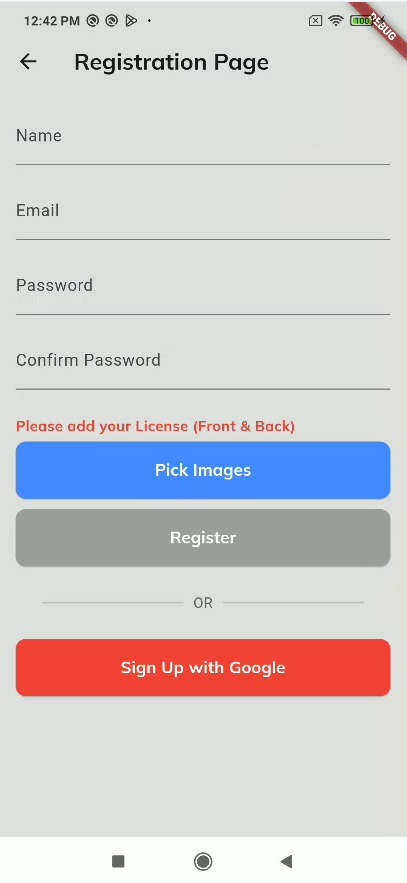 12:42 PM
100
DEBUG
Registration Page
Name
Email
Password
Confirm Password
Please add your License (Front & Back)
Pick Images
Register
OR
Sign Up with Google